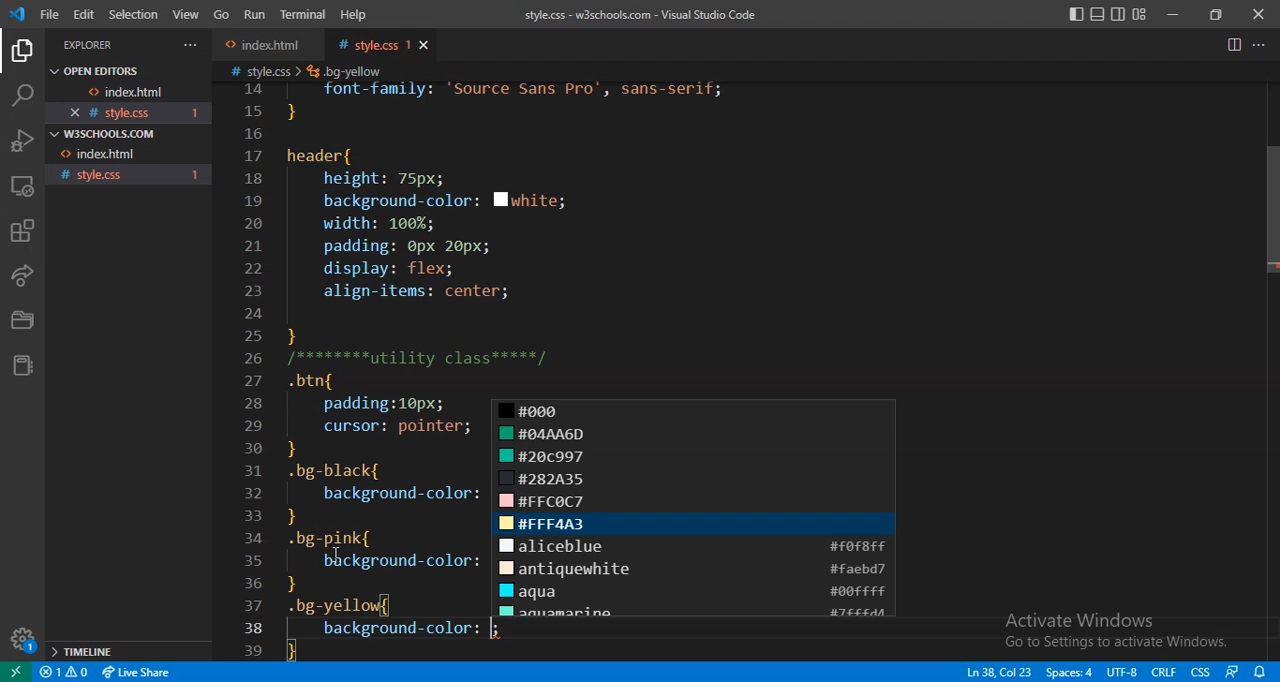 File Edit Selection View Go Run Terminal Help
style.css - w3schools.com - Visual Studio Code
EXPLORER
OPEN EDITORS
index.html
style.css 1
W3SCHOOLS.COM
index.html
# style.css 1
TIMELINE
index.html
# style.css 1
# style.css > .bg-yellow
14 font-family: 'Source Sans Pro', sans-serif;
15 }
16
17 header{
18 height: 75px;
19 background-color: white;
20 width: 100%;
21 padding: 0px 20px;
22 display: flex;
23 align-items: center;
24
25 }
26 /********utility class*****/
27 .btn{
28 padding:10px;
29 cursor: pointer;
30 }
31 .bg-black{
32 background-color:
33 }
34 .bg-pink{
35 background-color:
36 }
37 .bg-yellow{
38 background-color: ;
39 }
#000
#04AA6D
#20c997
#282A35
#FFC0C7
#FFF4A3
aliceblue #f0f8ff
antiquewhite #faebd7
aqua #00ffff
aquamarine #7fffd4
Activate Windows
Go to Settings to activate Windows.
1
1 0 Live Share
Ln 38, Col 23 Spaces: 4 UTF-8 CRLF CSS